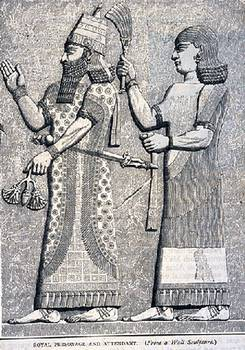 ROYAL PERSONAGE AND ATTENDANT. (From a Wall Sculpture.)